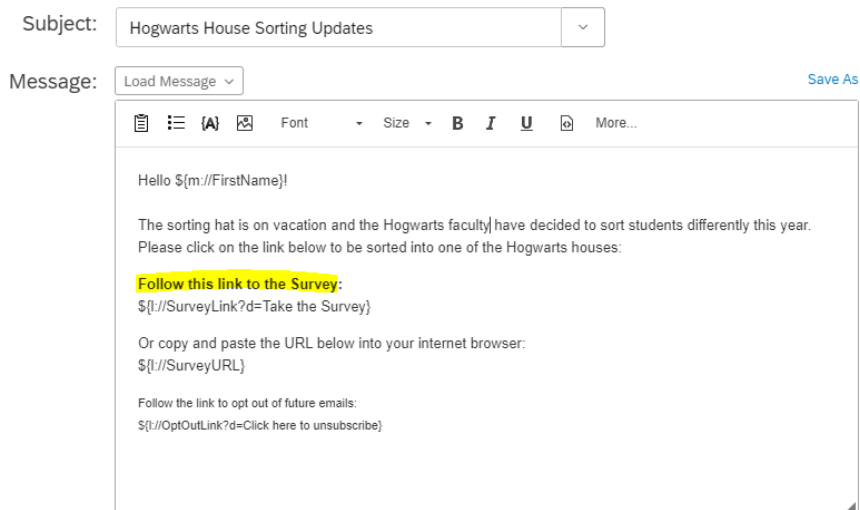 Subject: Hogwarts House Sorting Updates
Message: Load Message Save As
{A} Font Size B I U More...
Hello ${m://FirstName}!
The sorting hat is on vacation and the Hogwarts faculty have decided to sort students differently this year.
Please click on the link below to be sorted into one of the Hogwarts houses:
Follow this link to the Survey:
${l://SurveyLink?d=Take the Survey}
Or copy and paste the URL below into your internet browser:
${l://SurveyURL}
Follow the link to opt out of future emails:
${l://OptOutLink?d=Click here to unsubscribe}